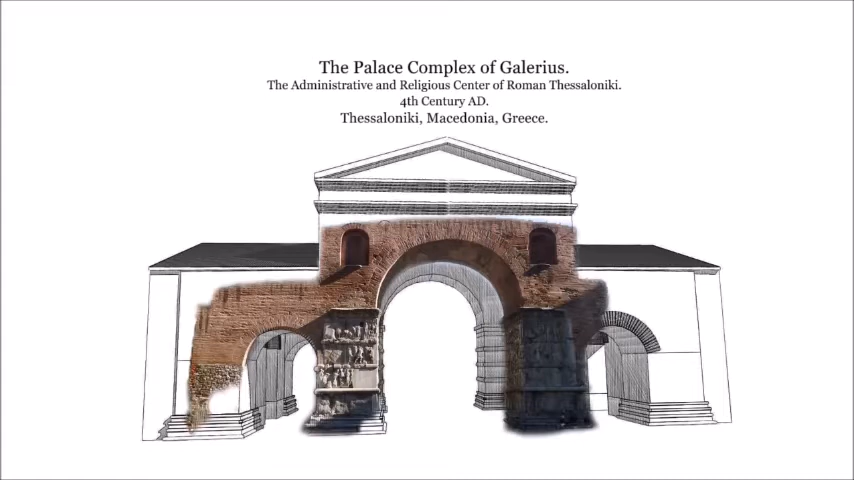 The Palace Complex of Galerius.
The Administrative and Religious Center of Roman Thessaloniki.
4th Century AD.
Thessaloniki, Macedonia, Greece.